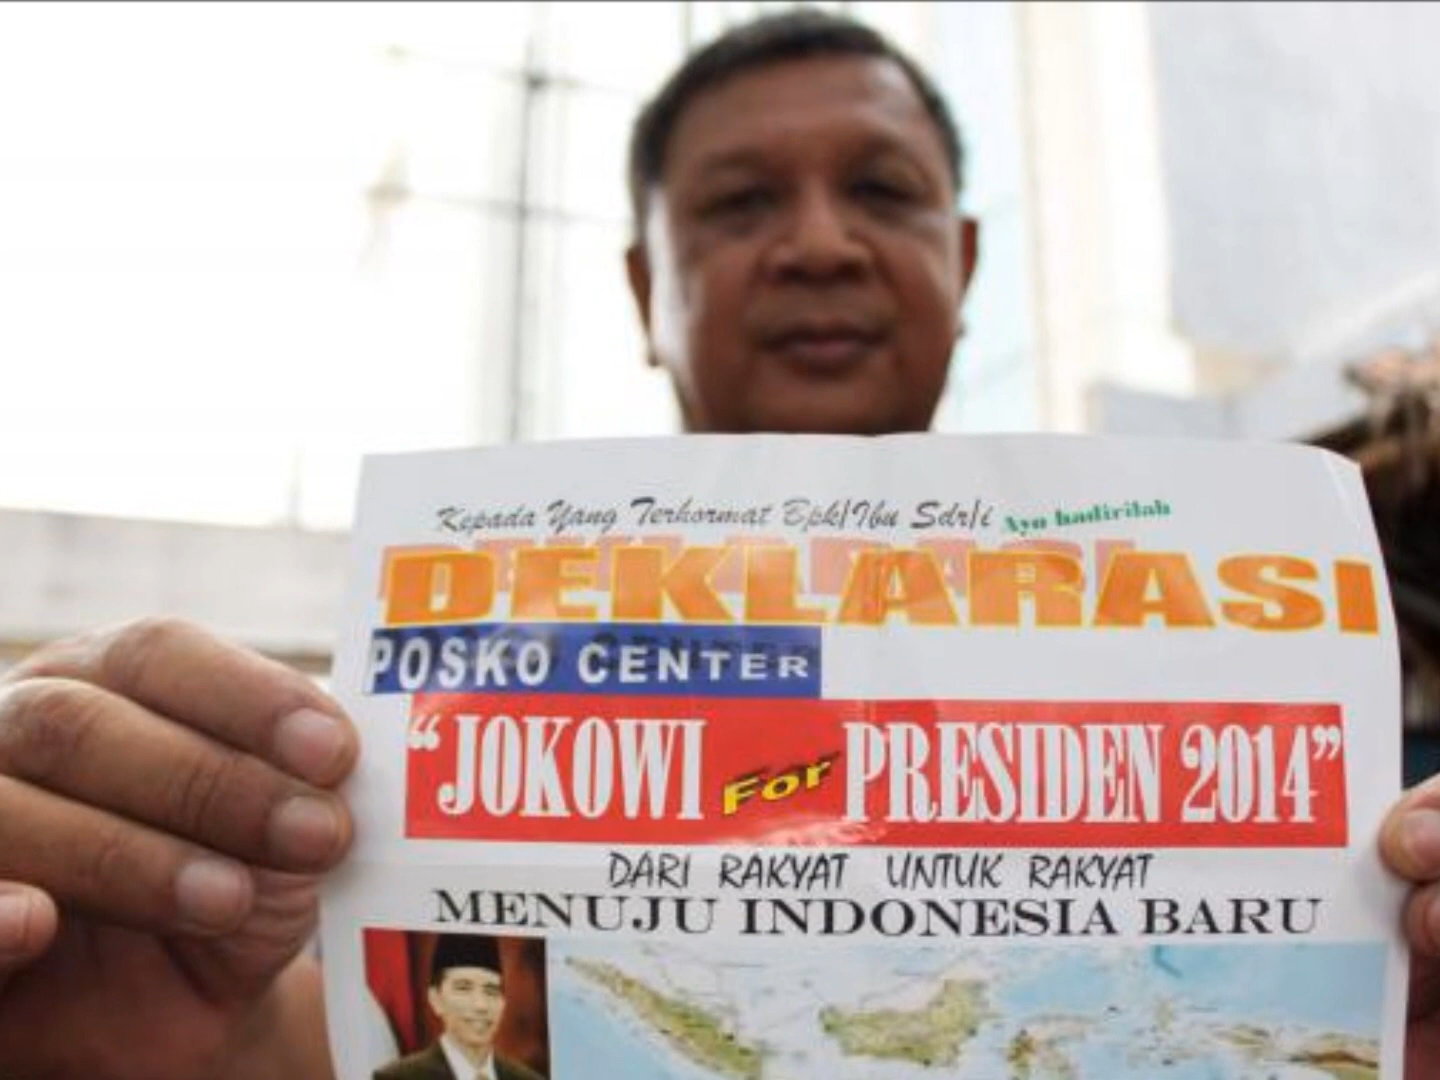 Kepada Yang Terhormat Bpk/Ibu Sdr/i Ayo hadirilah
DEKLARASI
POSKO CENTER
"JOKOWI For PRESIDEN 2014"
DARI RAKYAT UNTUK RAKYAT
MENUJU INDONESIA BARU